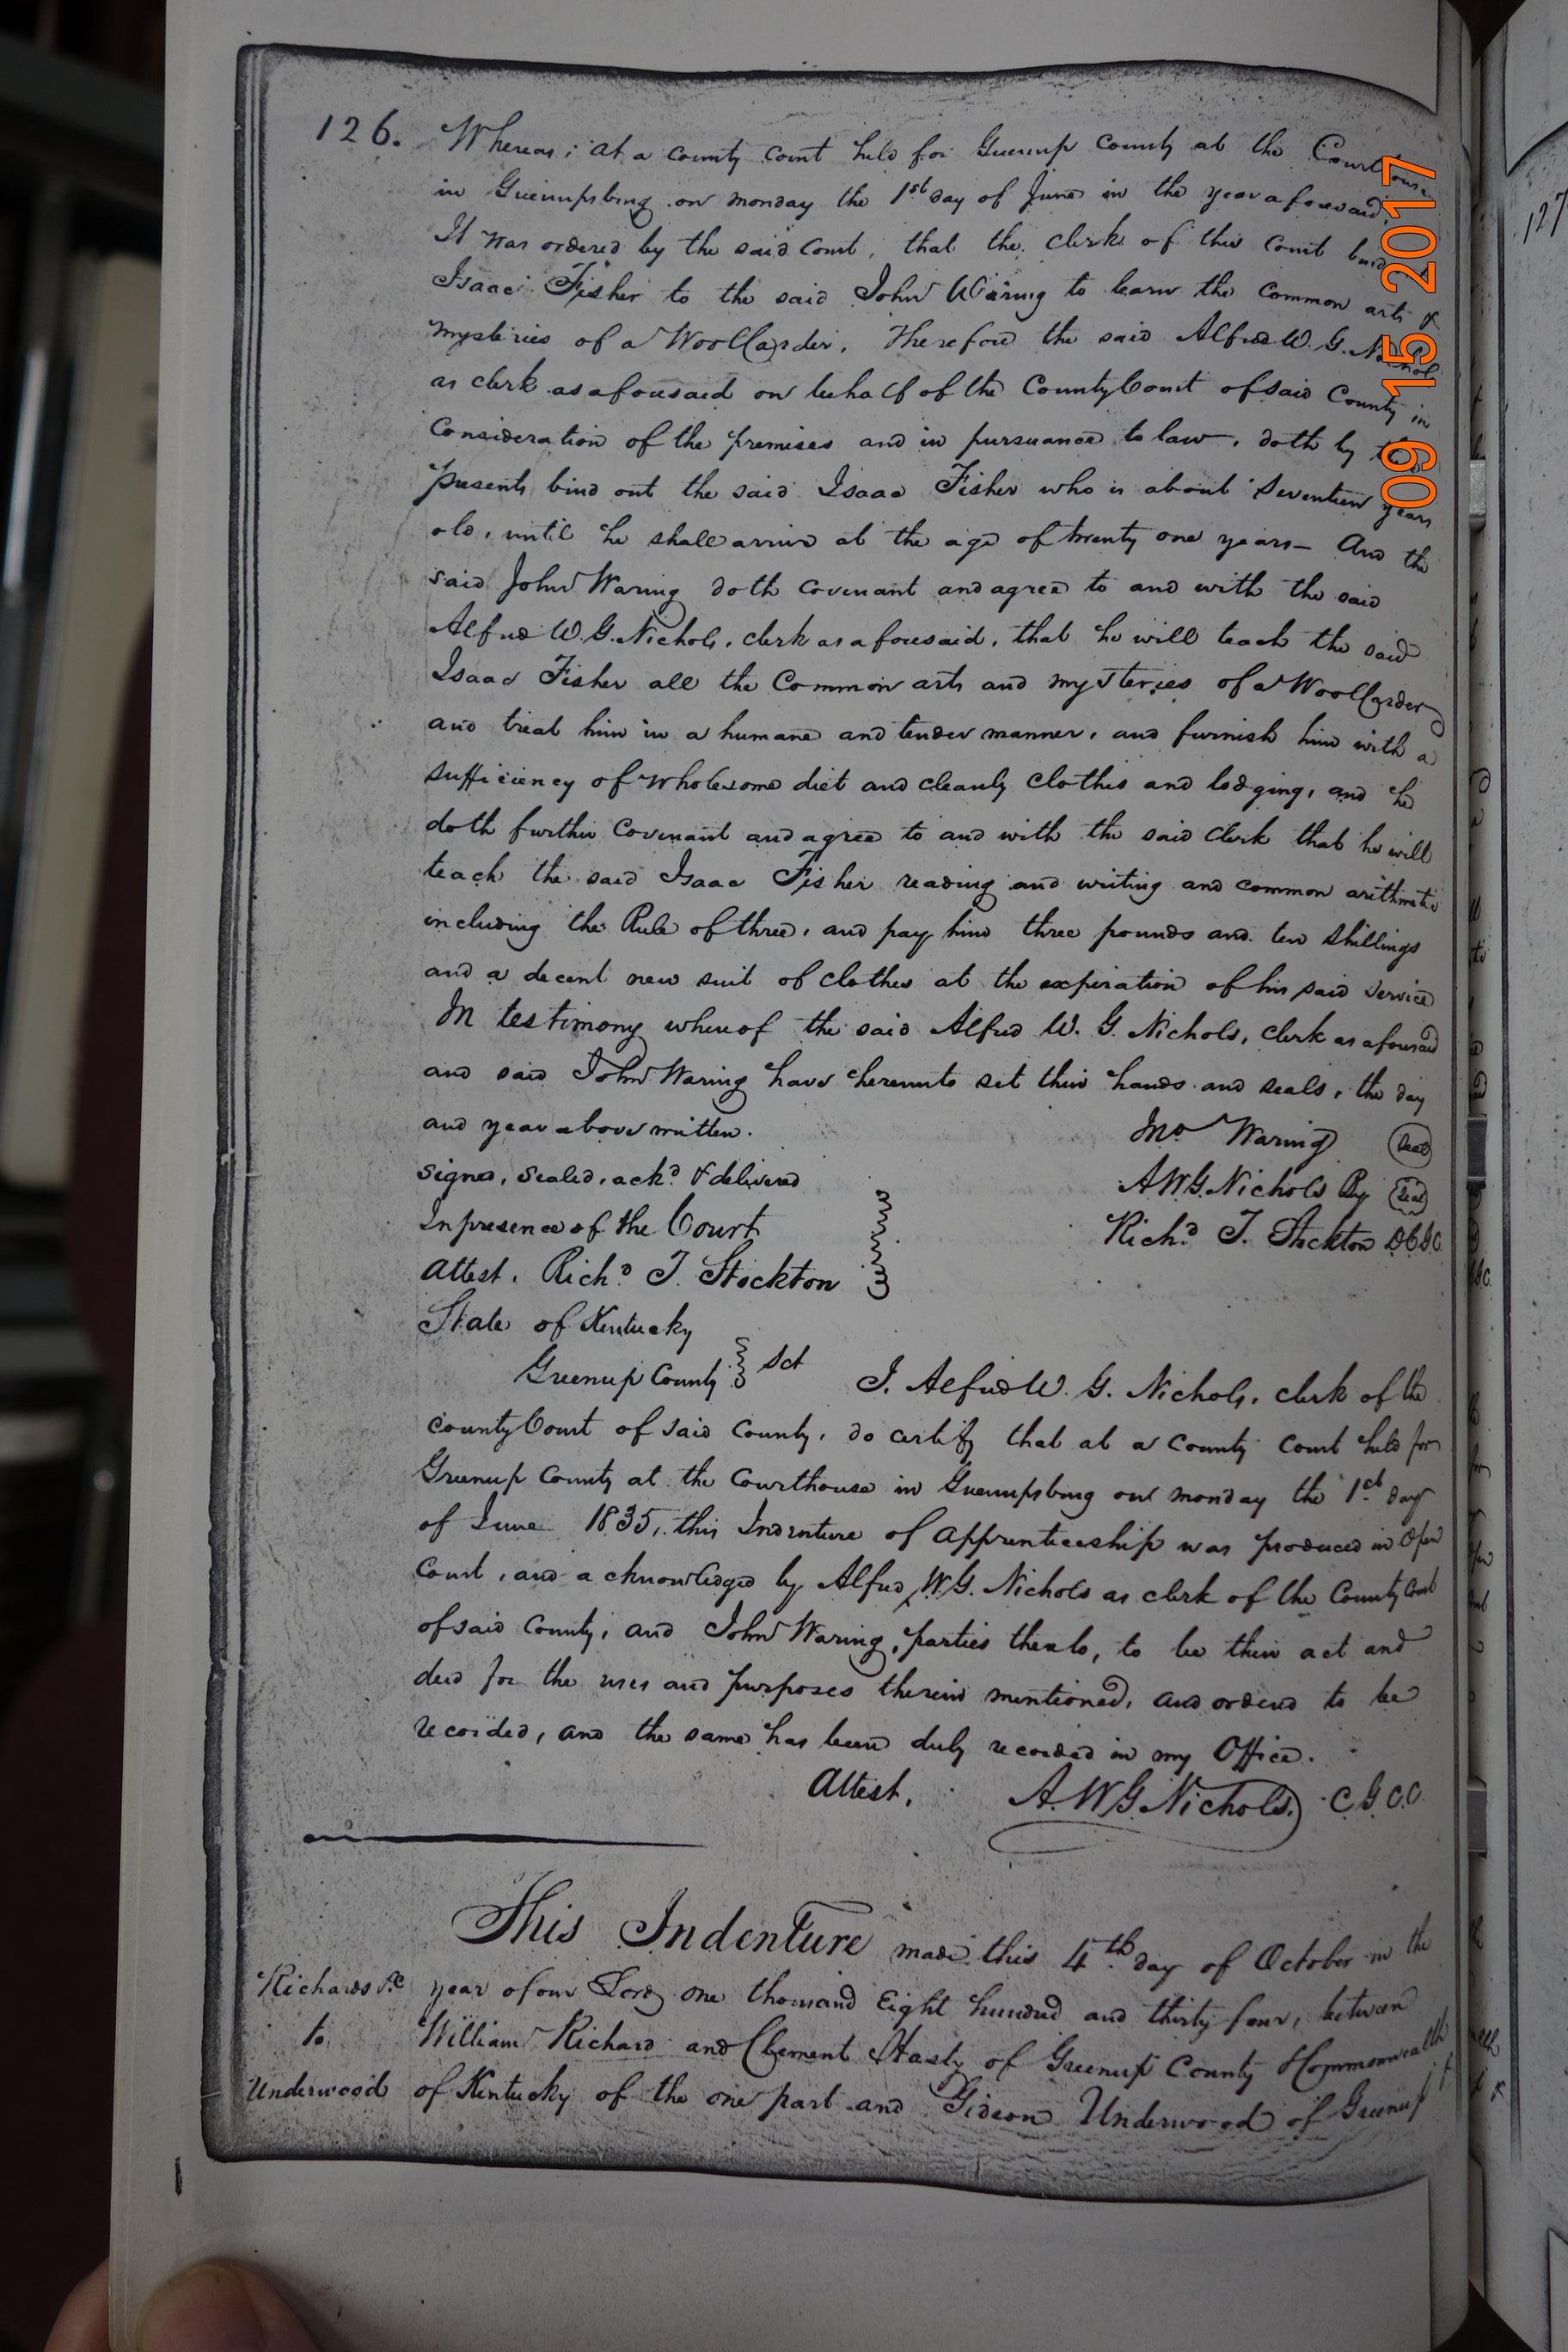 126. Whereas; at a county court held for Greenup County at the Courthouse
in Greenupsburg on monday the 1st day of June in the year aforesaid.
It was ordered by the said court, that the clerk of this court bind
Isaac Fisher to the said John Waring to learn the common arts &
mysteries of a Wool Carder. Therefore the said Alfred W. G. Nichols
as clerk as aforesaid on behalf of the County Court of said County in
Consideration of the premises and in pursuance to law, doth by
presents bind out the said Isaac Fisher who is about Seventeen years
old, until he shall arrive at the age of twenty one years — And the
said John Waring doth covenant and agree to and with the said
Alfred W. G. Nichols, clerk as aforesaid, that he will teach the said
Isaac Fisher all the Common arts and mysteries of a Wool Carder
and treat him in a humane and tender manner, and furnish him with a
sufficiency of wholesome diet and cleanly clothis and lodging, and he
doth further covenant and agree to and with the said Clerk that he will
teach the said Isaac Fisher reading and writing and common arithmetic
including the Rule of three, and pay him three pounds and ten shillings
and a decent new suit of clothes at the expiration of his said service
In testimony whereof the said Alfred W. G. Nichols, clerk as aforesaid
and said John Waring have hereunto set their hands and seals, the day
and year above written. Jno Waring (Seal)
signed, sealed, ackd. & delivered A W G. Nichols By (Seal)
In presence of the Court Richd. T. Stockton D.C.G.C.
Attest. Richd. T. Stockton
State of Kentucky
Greenup County } Sct I. Alfred W. G. Nichols, clerk of the
county Court of said County, do certify that at a County Court held for
Greenup County at the Courthouse in Greenupsburg on monday the 1st day
of June 1835, this Indenture of Apprenticeship was produced in Open
Court, and acknowledged by Alfred W. G. Nichols as clerk of the County Court
of said County, and John Waring, parties thereto, to be their act and
deed for the uses and purposes therein mentioned, and ordered to be
recorded, and the same has been duly recorded in my Office.
Attest, A. W G Nichols. C G C C
This Indenture made this 4th day of October in the
Richards &c year of our Lord one thousand Eight hundred and thirty four, between
to William Richard and Clement Hasty of Greenup County & Commonwealth
Underwood of Kentucky of the one part and Gideon Underwood of Greenup
09 15 2017
127